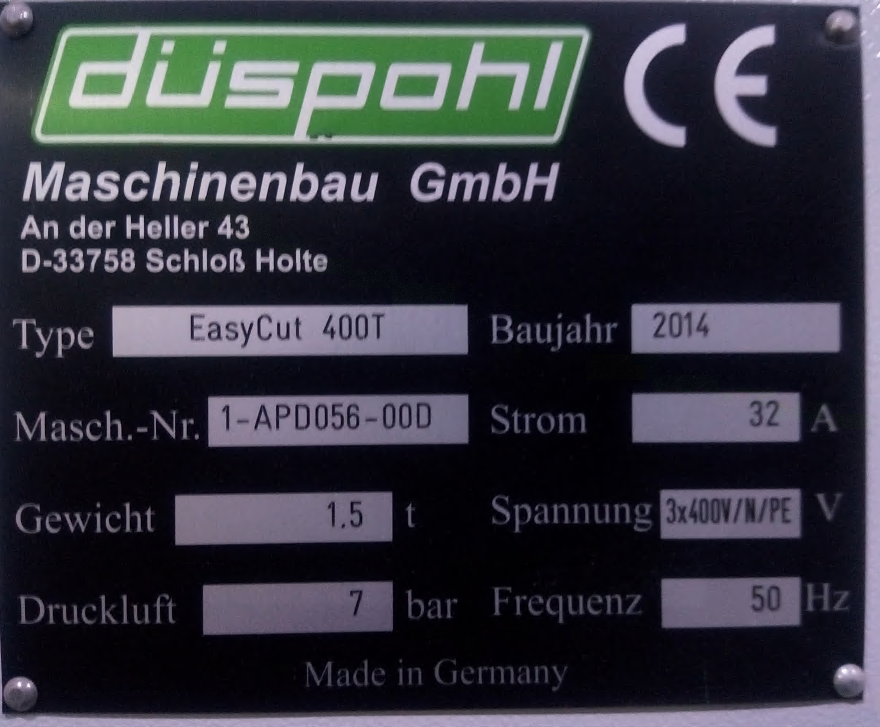 düspohl CE
Maschinenbau GmbH
An der Heller 43
D-33758 Schloß Holte
Type EasyCut 400T Baujahr 2014
Masch.-Nr. 1-APD056-00D Strom 32 A
Gewicht 1.5 t Spannung 3x400V/N/PE V
Druckluft 7 bar Frequenz 50 Hz
Made in Germany